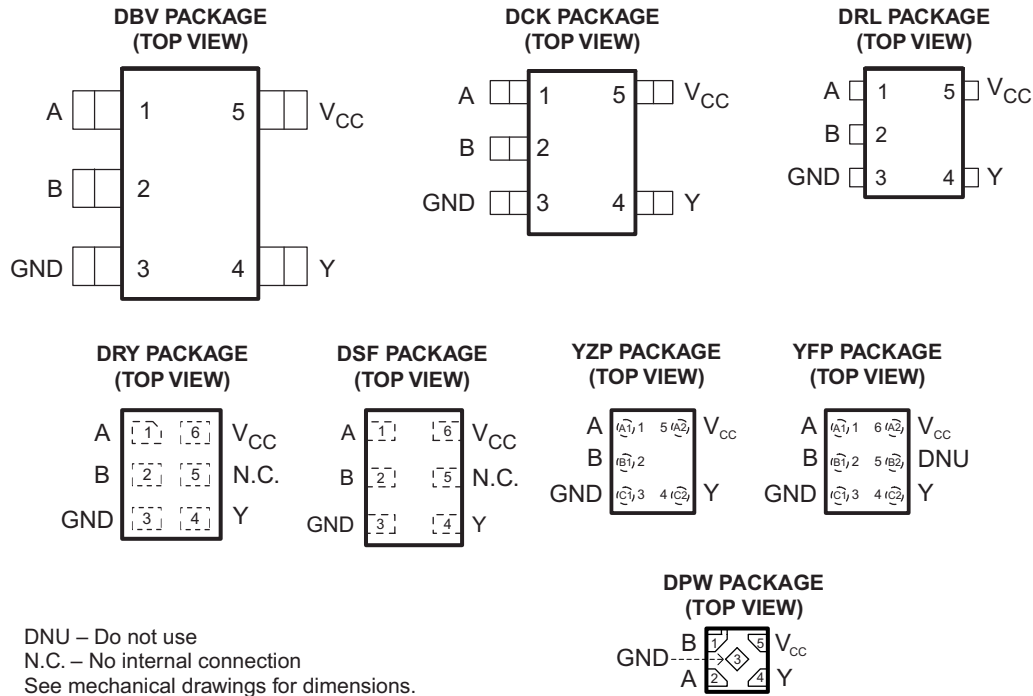 DBV PACKAGE
(TOP VIEW)
A 1 5 VCC
B 2
GND 3 4 Y
DCK PACKAGE
(TOP VIEW)
A 1 5 VCC
B 2
GND 3 4 Y
DRL PACKAGE
(TOP VIEW)
A 1 5 VCC
B 2
GND 3 4 Y
DRY PACKAGE
(TOP VIEW)
A 1 6 VCC
B 2 5 N.C.
GND 3 4 Y
DSF PACKAGE
(TOP VIEW)
A 1 6 VCC
B 2 5 N.C.
GND 3 4 Y
YZP PACKAGE
(TOP VIEW)
A A1 1 5 A2 VCC
B B1 2
GND C1 3 4 C2 Y
YFP PACKAGE
(TOP VIEW)
A A1 1 6 A2 VCC
B B1 2 5 B2 DNU
GND C1 3 4 C2 Y
DPW PACKAGE
(TOP VIEW)
B 1 5 VCC
GND 3
A 2 4 Y
DNU – Do not use
N.C. – No internal connection
See mechanical drawings for dimensions.